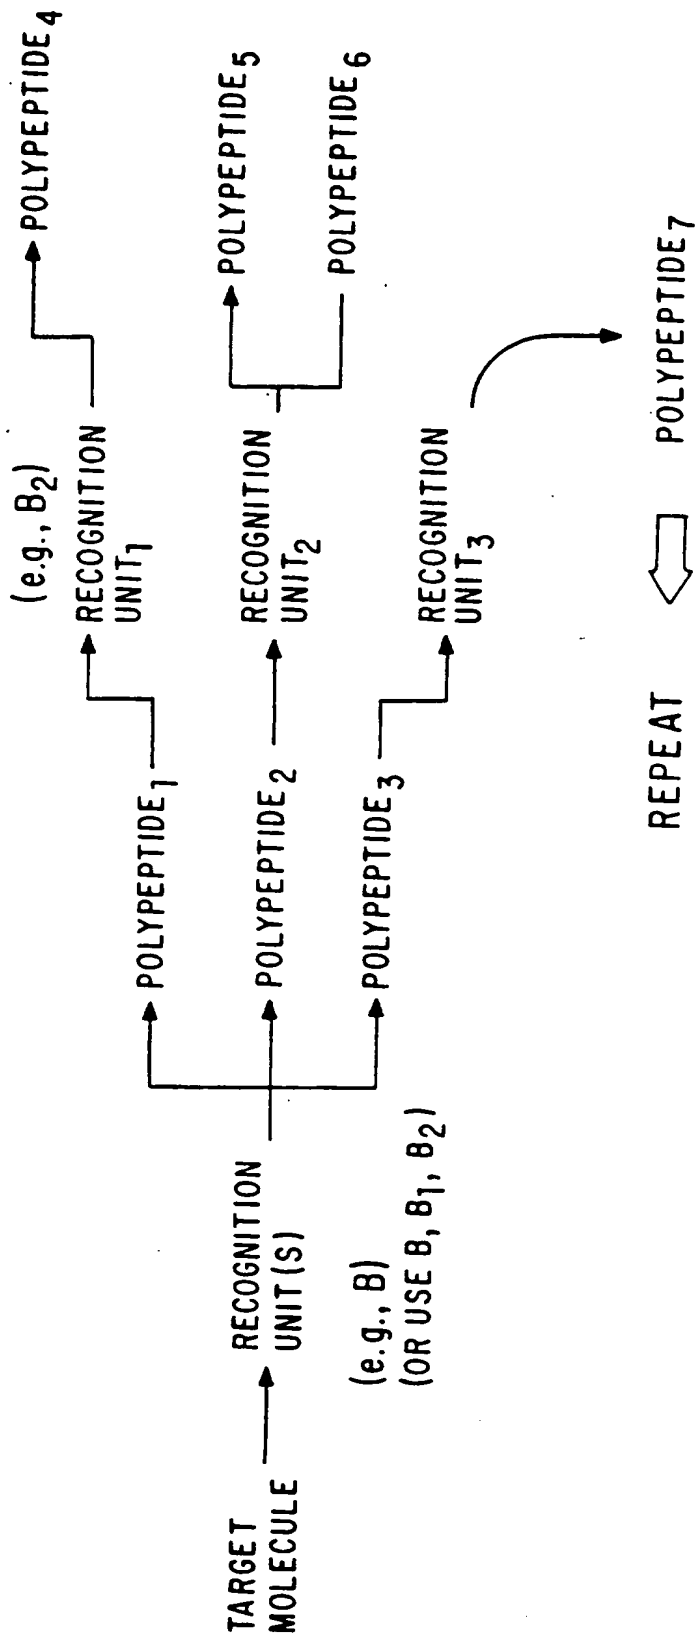 TARGET
MOLECULE
RECOGNITION
UNIT(S)
(e.g., B)
(OR USE B, B₁, B₂)
POLYPEPTIDE₁
POLYPEPTIDE₂
POLYPEPTIDE₃
(e.g., B₂)
RECOGNITION
UNIT₁
RECOGNITION
UNIT₂
RECOGNITION
UNIT₃
POLYPEPTIDE₄
POLYPEPTIDE₅
POLYPEPTIDE₆
POLYPEPTIDE₇
REPEAT